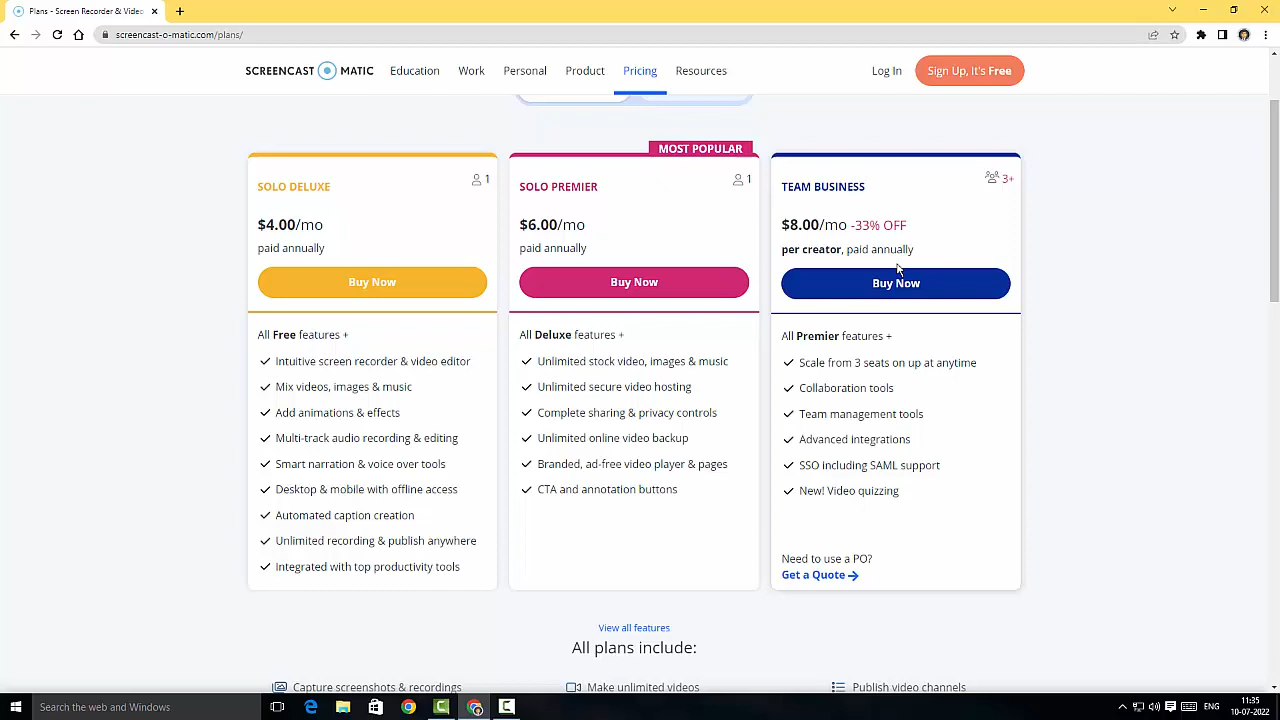 Plans - Screen Recorder & Video
screencast-o-matic.com/plans/
SCREENCAST MATIC
Education
Work
Personal
Product
Pricing
Resources
Log In
Sign Up, It's Free
SOLO DELUXE
1
$4.00/mo
paid annually
Buy Now
All Free features +
Intuitive screen recorder & video editor
Mix videos, images & music
Add animations & effects
Multi-track audio recording & editing
Smart narration & voice over tools
Desktop & mobile with offline access
Automated caption creation
Unlimited recording & publish anywhere
Integrated with top productivity tools
MOST POPULAR
SOLO PREMIER
1
$6.00/mo
paid annually
Buy Now
All Deluxe features +
Unlimited stock video, images & music
Unlimited secure video hosting
Complete sharing & privacy controls
Unlimited online video backup
Branded, ad-free video player & pages
CTA and annotation buttons
TEAM BUSINESS
3+
$8.00/mo -33% OFF
per creator, paid annually
Buy Now
All Premier features +
Scale from 3 seats on up at anytime
Collaboration tools
Team management tools
Advanced integrations
SSO including SAML support
New! Video quizzing
Need to use a PO?
Get a Quote
View all features
All plans include:
Capture screenshots & recordings
Make unlimited videos
Publish video channels
Search the web and Windows
ENG
11:35
10-07-2022